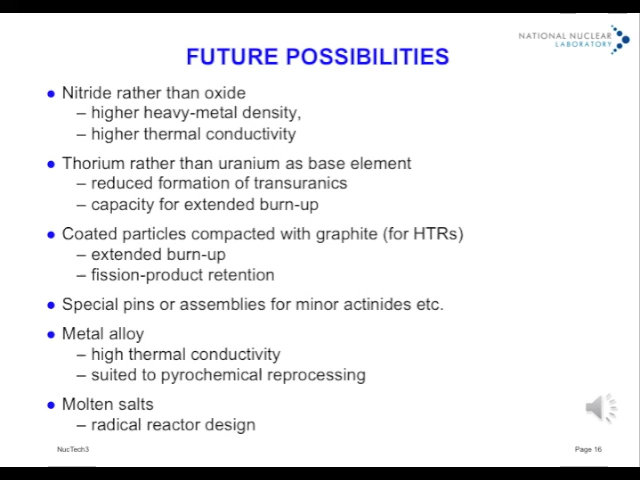 NATIONAL NUCLEAR
LABORATORY
FUTURE POSSIBILITIES
● Nitride rather than oxide
– higher heavy-metal density,
– higher thermal conductivity
● Thorium rather than uranium as base element
– reduced formation of transuranics
– capacity for extended burn-up
● Coated particles compacted with graphite (for HTRs)
– extended burn-up
– fission-product retention
● Special pins or assemblies for minor actinides etc.
● Metal alloy
– high thermal conductivity
– suited to pyrochemical reprocessing
● Molten salts
– radical reactor design
NucTech3
Page 16